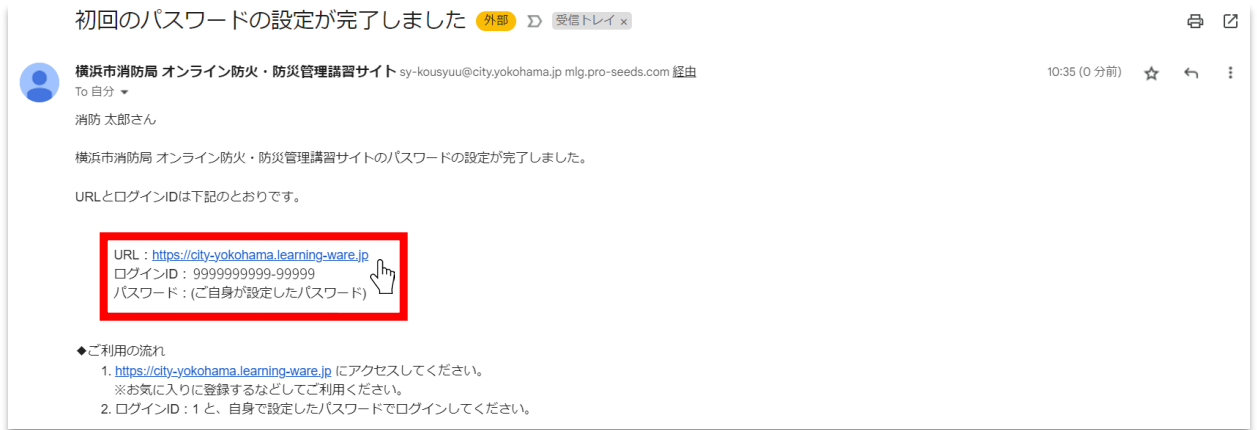 初回のパスワードの設定が完了しました 外部 受信トレイ ×
横浜市消防局 オンライン防火・防災管理講習サイト sy-kousyuu@city.yokohama.jp mlg.pro-seeds.com 経由 10:35 (0 分前)
To 自分
消防 太郎さん
横浜市消防局 オンライン防火・防災管理講習サイトのパスワードの設定が完了しました。
URLとログインIDは下記のとおりです。
URL：https://city-yokohama.learning-ware.jp
ログインID： 9999999999-99999
パスワード：(ご自身が設定したパスワード)
◆ご利用の流れ
1. https://city-yokohama.learning-ware.jp にアクセスしてください。
※お気に入りに登録するなどしてご利用ください。
2. ログインID：1 と、自身で設定したパスワードでログインしてください。